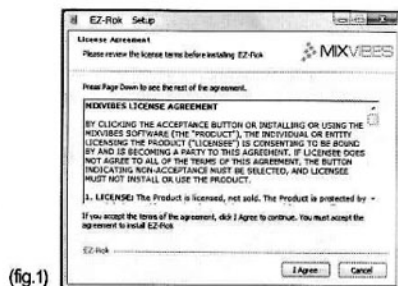 EZ-Rok Setup
License Agreement
Please review the license terms before installing EZ-Rok
MIXVIBES
Press Page Down to see the rest of the agreement.
MIXVIBES LICENSE AGREEMENT
BY CLICKING THE ACCEPTANCE BUTTON OR INSTALLING OR USING THE
MIXVIBES SOFTWARE (THE "PRODUCT"), THE INDIVIDUAL OR ENTITY
LICENSING THE PRODUCT ("LICENSEE") IS CONSENTING TO BE BOUND
BY AND IS BECOMING A PARTY TO THIS AGREEMENT. IF LICENSEE DOES
NOT AGREE TO ALL OF THE TERMS OF THIS AGREEMENT, THE BUTTON
INDICATING NON-ACCEPTANCE MUST BE SELECTED, AND LICENSEE
MUST NOT INSTALL OR USE THE PRODUCT.
1. LICENSE: The Product is licensed, not sold. The Product is protected by
If you accept the terms of the agreement, click I Agree to continue. You must accept the
agreement to install EZ-Rok
EZ-Rok
I Agree Cancel
(fig.1)